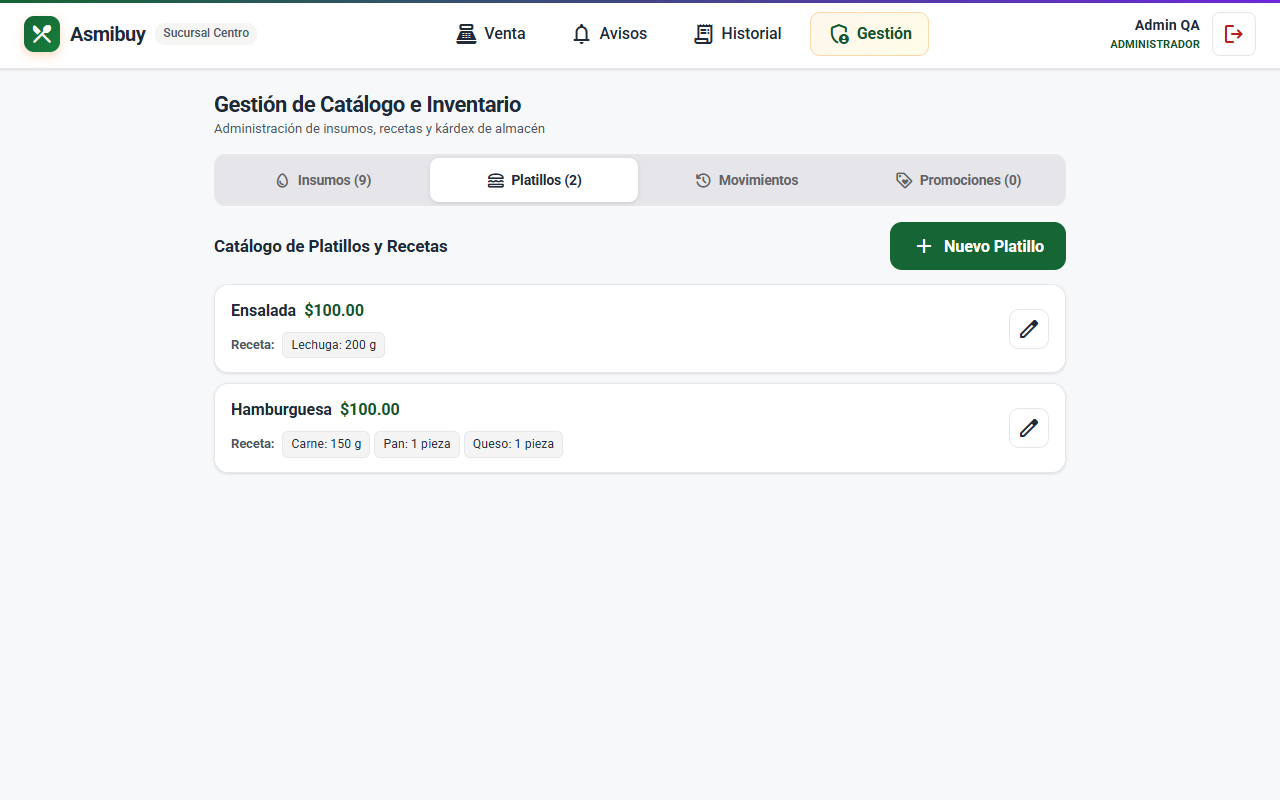 Asmibuy Sucursal Centro Venta Avisos Historial Gestión Admin QA
ADMINISTRADOR
Gestión de Catálogo e Inventario
Administración de insumos, recetas y kárdex de almacén
Insumos (9) Platillos (2) Movimientos Promociones (0)
Catálogo de Platillos y Recetas Nuevo Platillo
Ensalada $100.00
Receta: Lechuga: 200 g
Hamburguesa $100.00
Receta: Carne: 150 g Pan: 1 pieza Queso: 1 pieza